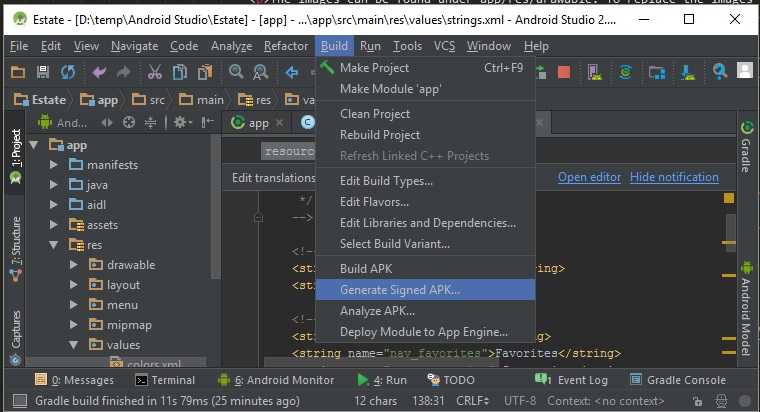 Estate - [D:\temp\Android Studio\Estate] - [app] - ...\app\src\main\res\values\strings.xml - Android Studio 2....
File Edit View Navigate Code Analyze Refactor Build Run Tools VCS Window Help
Estate app src main res
And...
app
1: Project
7: Structure
Captures
app
manifests
java
aidl
assets
res
drawable
layout
menu
mipmap
values
colors.xml
Make Project Ctrl+F9
Make Module 'app'
Clean Project
Rebuild Project
Refresh Linked C++ Projects
Edit Build Types...
Edit Flavors...
Edit Libraries and Dependencies...
Select Build Variant...
Build APK
Generate Signed APK...
Analyze APK...
Deploy Module to App Engine...
Edit translations
Open editor Hide notification
*/
-->
<!--
<st ring>
<st
<!--
<st ring>
<string name="nav_favorites">Favorites</string>
Gradle
Android Model
0: Messages Terminal 6: Android Monitor 4: Run TODO 1 Event Log Gradle Console
Gradle build finished in 11s 79ms (25 minutes ago) 12 chars 138:31 CRLF UTF-8 Context: <no context>